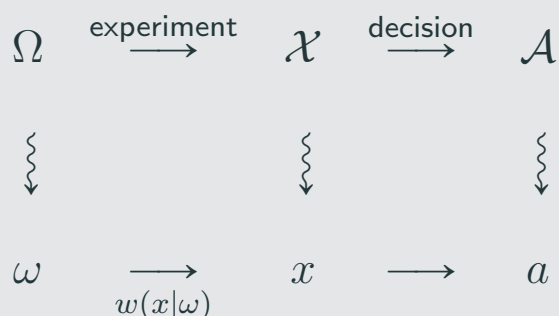 experiment decision
Ω ⟶ 𝒳 ⟶ 𝒜
ω ⟶ x ⟶ a
w(x|ω)